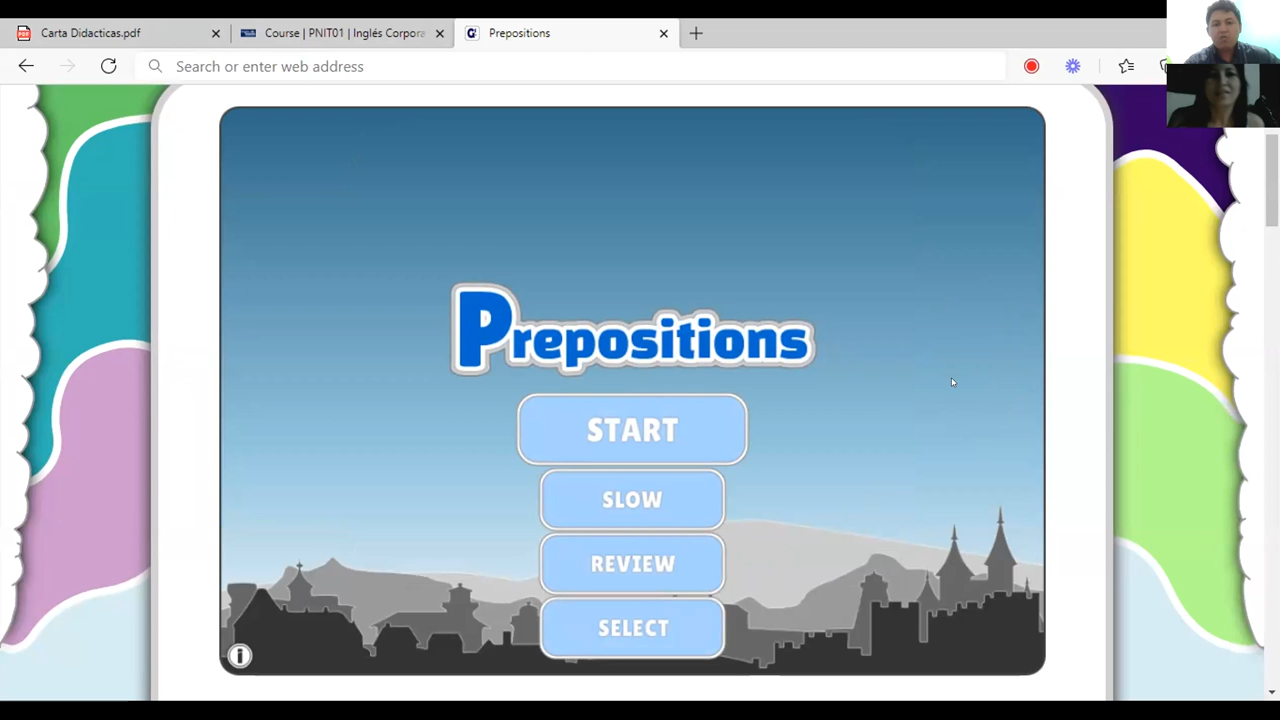 Carta Didacticas.pdf
Course | PNIT01 | Inglés Corpora
Prepositions
Search or enter web address
Prepositions
START
SLOW
REVIEW
SELECT
i